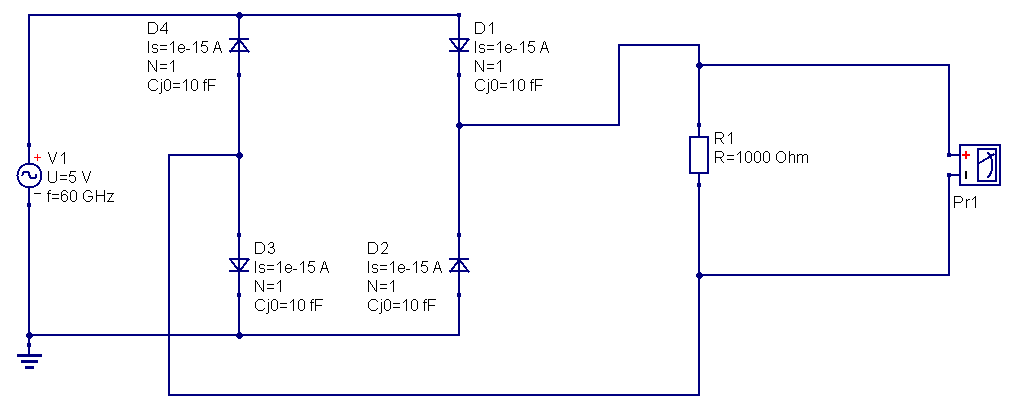 D4
Is=1e-15 A
N=1
Cj0=10 fF
D1
Is=1e-15 A
N=1
Cj0=10 fF
+ V1
U=5 V
− f=60 GHz
R1
R=1000 Ohm
+
-
Pr1
D3
Is=1e-15 A
N=1
Cj0=10 fF
D2
Is=1e-15 A
N=1
Cj0=10 fF